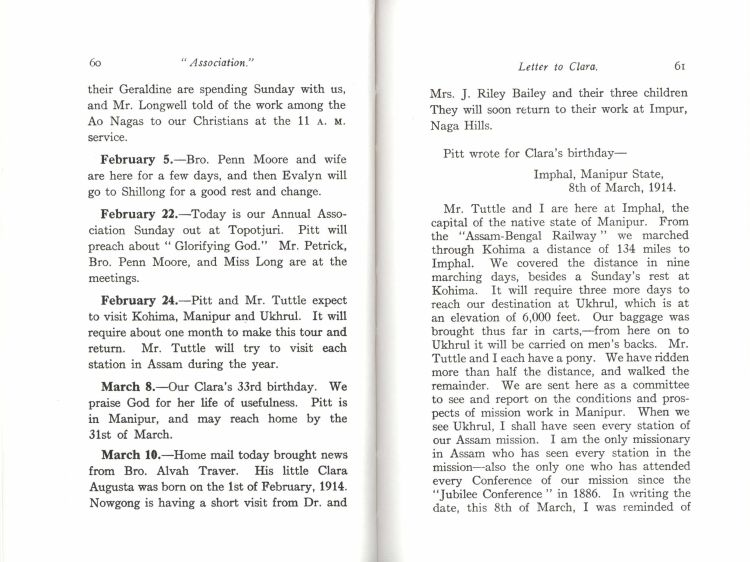 60 "Association."
their Geraldine are spending Sunday with us,
and Mr. Longwell told of the work among the
Ao Nagas to our Christians at the 11 A. M.
service.
February 5.—Bro. Penn Moore and wife
are here for a few days, and then Evalyn will
go to Shillong for a good rest and change.
February 22.—Today is our Annual Asso-
ciation Sunday out at Topotjuri. Pitt will
preach about " Glorifying God." Mr. Petrick,
Bro. Penn Moore, and Miss Long are at the
meetings.
February 24.—Pitt and Mr. Tuttle expect
to visit Kohima, Manipur and Ukhrul. It will
require about one month to make this tour and
return. Mr. Tuttle will try to visit each
station in Assam during the year.
March 8.—Our Clara's 33rd birthday. We
praise God for her life of usefulness. Pitt is
in Manipur, and may reach home by the
31st of March.
March 10.—Home mail today brought news
from Bro. Alvah Traver. His little Clara
Augusta was born on the 1st of February, 1914.
Nowgong is having a short visit from Dr. and
Letter to Clara. 61
Mrs. J. Riley Bailey and their three children
They will soon return to their work at Impur,
Naga Hills.
Pitt wrote for Clara's birthday—
Imphal, Manipur State,
8th of March, 1914.
Mr. Tuttle and I are here at Imphal, the
capital of the native state of Manipur. From
the "Assam-Bengal Railway" we marched
through Kohima a distance of 134 miles to
Imphal. We covered the distance in nine
marching days, besides a Sunday's rest at
Kohima. It will require three more days to
reach our destination at Ukhrul, which is at
an elevation of 6,000 feet. Our baggage was
brought thus far in carts,—from here on to
Ukhrul it will be carried on men's backs. Mr.
Tuttle and I each have a pony. We have ridden
more than half the distance, and walked the
remainder. We are sent here as a committee
to see and report on the conditions and pros-
pects of mission work in Manipur. When we
see Ukhrul, I shall have seen every station of
our Assam mission. I am the only missionary
in Assam who has seen every station in the
mission—also the only one who has attended
every Conference of our mission since the
"Jubilee Conference" in 1886. In writing the
date, this 8th of March, I was reminded of